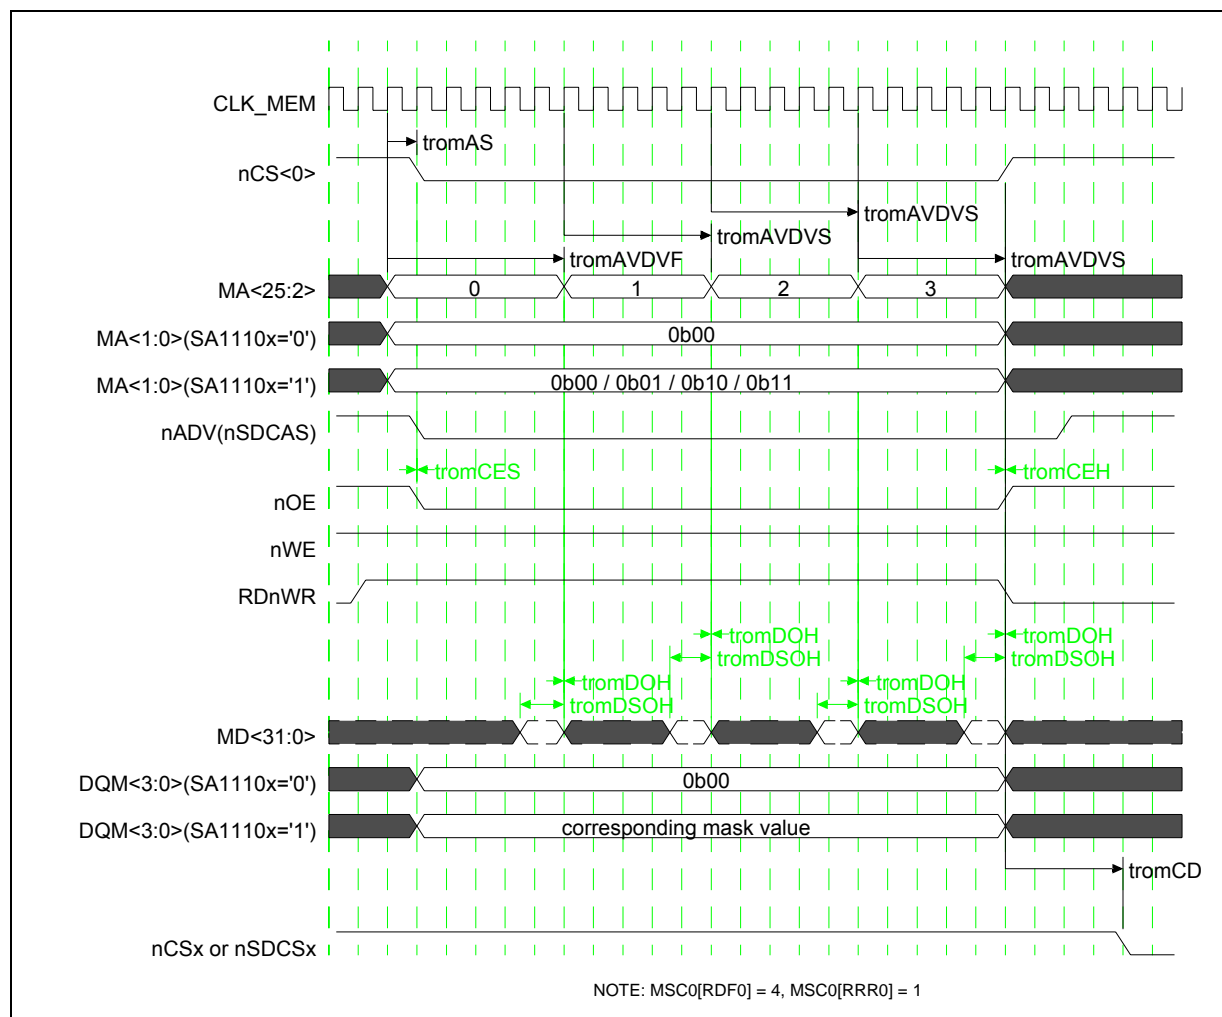 CLK_MEM
tromAS
nCS<0>
tromAVDVS
tromAVDVS
tromAVDVF
tromAVDVS
MA<25:2>
0
1
2
3
MA<1:0>(SA1110x='0')
0b00
MA<1:0>(SA1110x='1')
0b00 / 0b01 / 0b10 / 0b11
nADV(nSDCAS)
tromCES
tromCEH
nOE
nWE
RDnWR
tromDOH
tromDOH
tromDSOH
tromDSOH
tromDOH
tromDOH
tromDSOH
tromDSOH
MD<31:0>
DQM<3:0>(SA1110x='0')
0b00
DQM<3:0>(SA1110x='1')
corresponding mask value
tromCD
nCSx or nSDCSx
NOTE: MSC0[RDF0] = 4, MSC0[RRR0] = 1